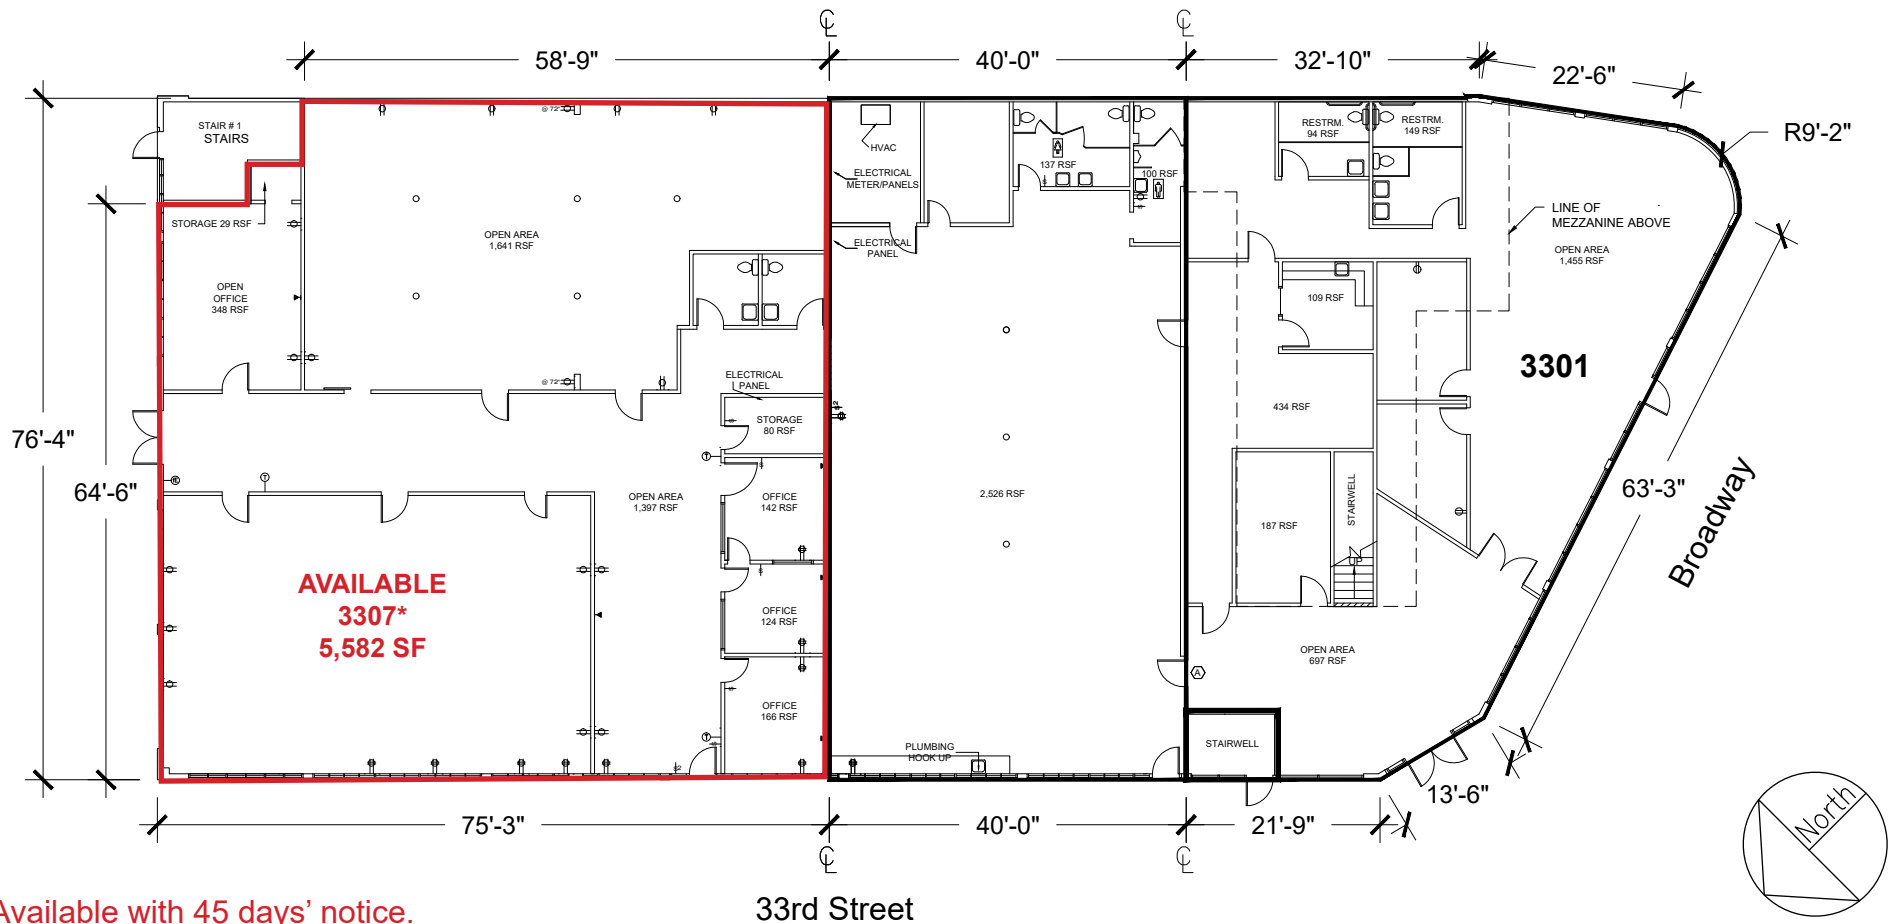 58'-9"
40'-0"
32'-10"
22'-6"
R9'-2"
76'-4"
64'-6"
STAIR # 1
STAIRS
STORAGE 29 RSF
OPEN
OFFICE
348 RSF
OPEN AREA
1,641 RSF
@ 72"
@ 72"
ELECTRICAL
PANEL
STORAGE
80 RSF
OPEN AREA
1,397 RSF
OFFICE
142 RSF
OFFICE
124 RSF
OFFICE
166 RSF
AVAILABLE
3307*
5,582 SF
HVAC
ELECTRICAL
METER/PANELS
ELECTRICAL
PANEL
137 RSF
100 RSF
2,526 RSF
PLUMBING
HOOK UP
RESTRM.
94 RSF
RESTRM.
149 RSF
LINE OF
MEZZANINE ABOVE
OPEN AREA
1,455 RSF
109 RSF
3301
434 RSF
187 RSF
STAIRWELL
UP
OPEN AREA
697 RSF
A
STAIRWELL
63'-3"
Broadway
13'-6"
75'-3"
40'-0"
21'-9"
North
Available with 45 days' notice.
33rd Street